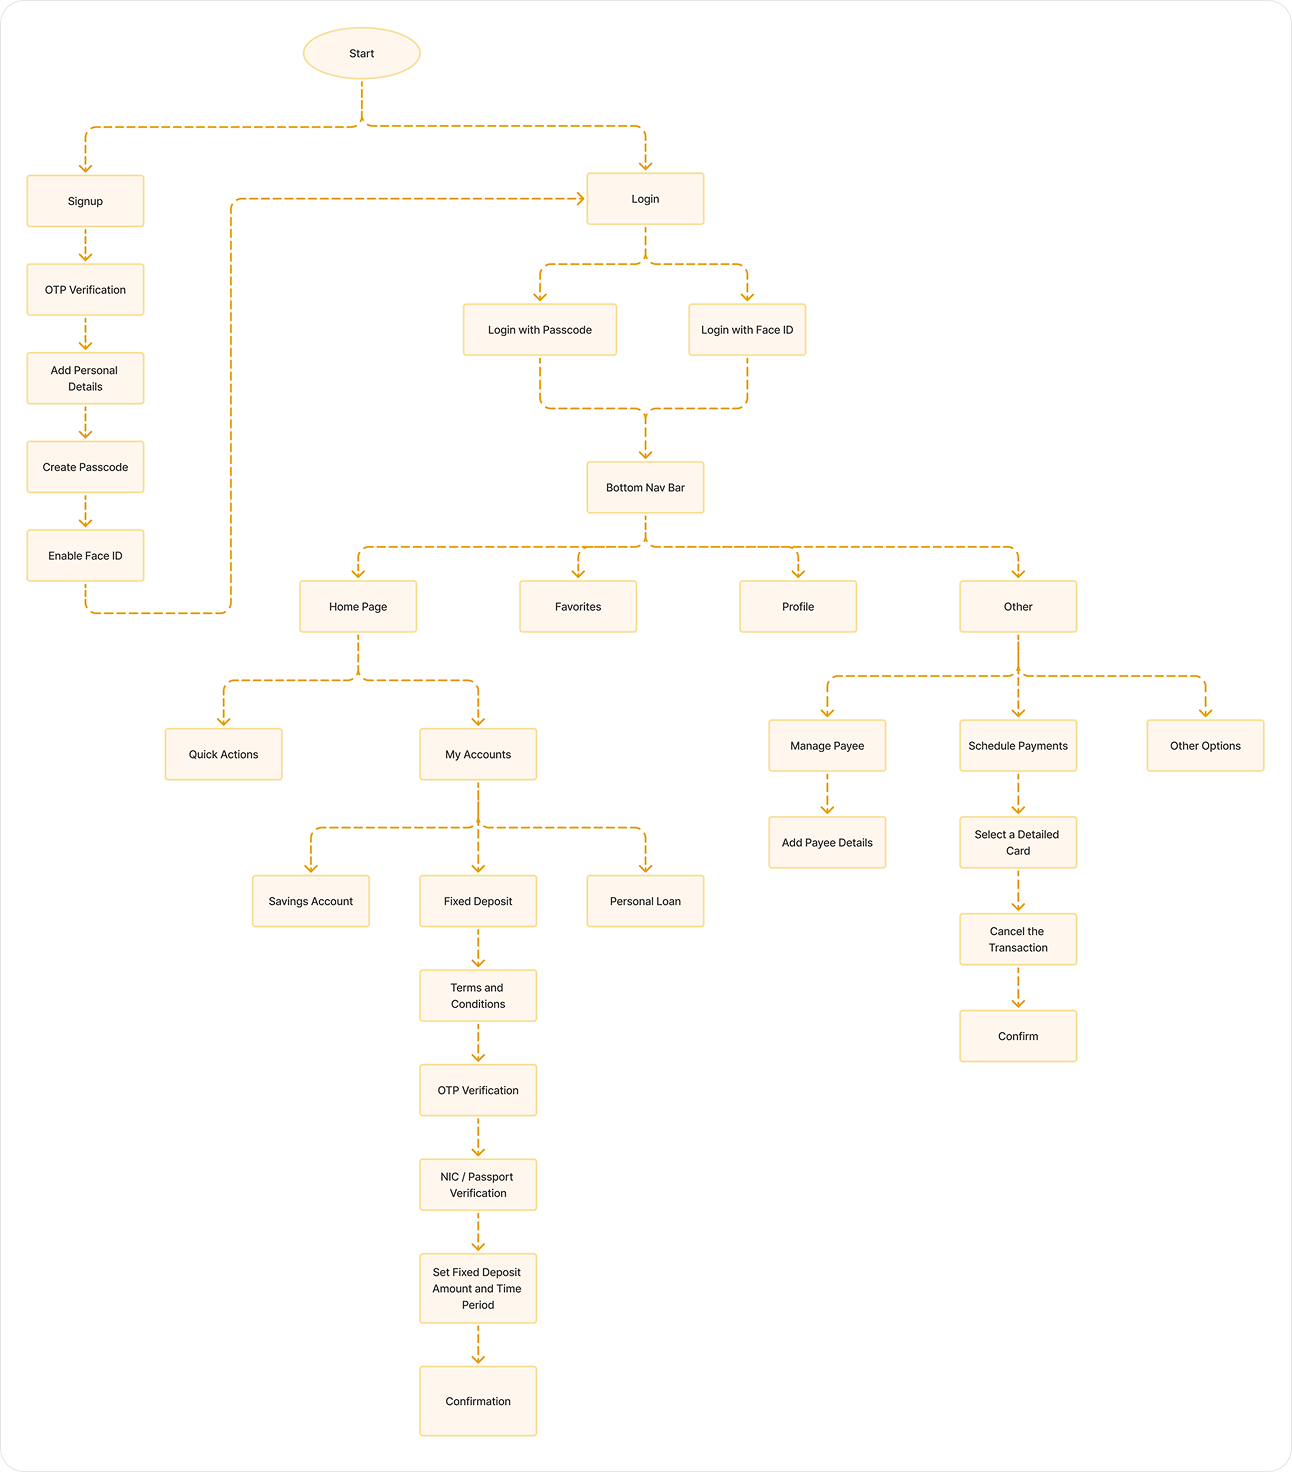 Start
Signup
Login
OTP Verification
Login with Passcode
Login with Face ID
Add Personal
Details
Create Passcode
Bottom Nav Bar
Enable Face ID
Home Page
Favorites
Profile
Other
Quick Actions
My Accounts
Manage Payee
Schedule Payments
Other Options
Add Payee Details
Select a Detailed
Card
Savings Account
Fixed Deposit
Personal Loan
Cancel the
Transaction
Terms and
Conditions
Confirm
OTP Verification
NIC / Passport
Verification
Set Fixed Deposit
Amount and Time
Period
Confirmation